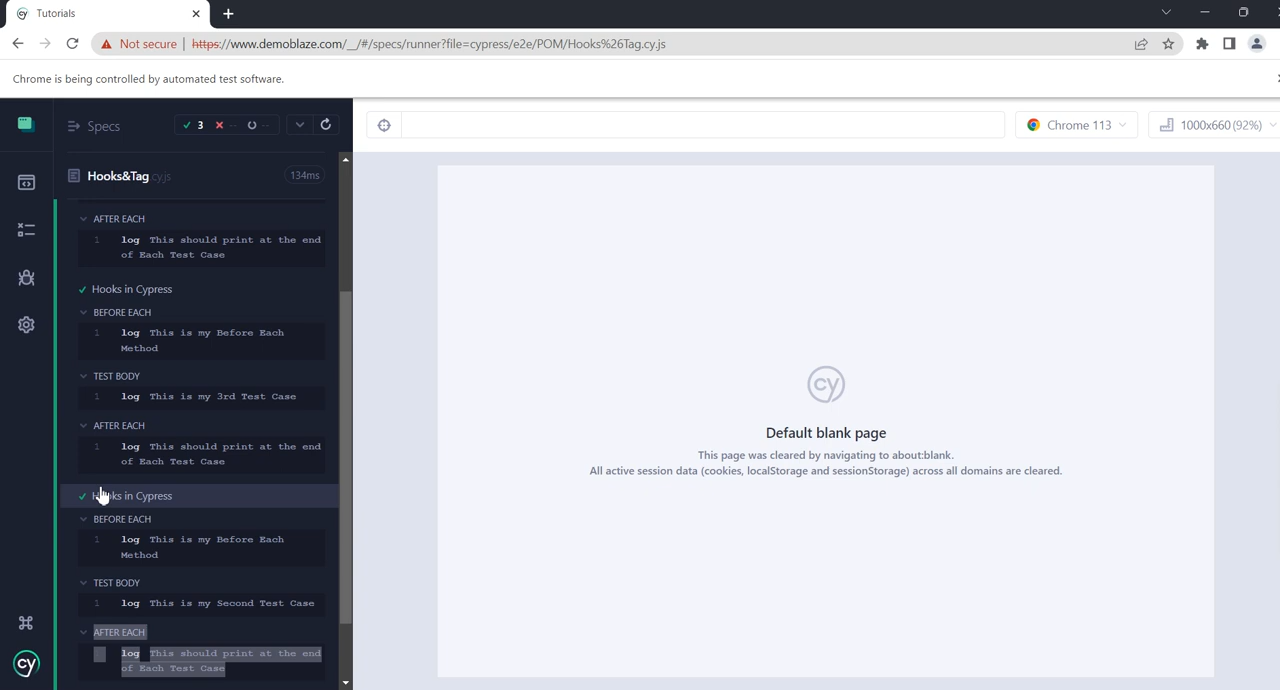 cy Tutorials
Not secure | https://www.demoblaze.com/__/#/specs/runner?file=cypress/e2e/POM/Hooks%26Tag.cy.js
Chrome is being controlled by automated test software.
Specs
3 -- --
Chrome 113
1000x660 (92%)
Hooks&Tag.cy.js
134ms
AFTER EACH
1 log This should print at the end
of Each Test Case
Hooks in Cypress
BEFORE EACH
1 log This is my Before Each
Method
TEST BODY
1 log This is my 3rd Test Case
AFTER EACH
1 log This should print at the end
of Each Test Case
Hooks in Cypress
BEFORE EACH
1 log This is my Before Each
Method
TEST BODY
1 log This is my Second Test Case
AFTER EACH
log This should print at the end
of Each Test Case
cy
cy
Default blank page
This page was cleared by navigating to about:blank.
All active session data (cookies, localStorage and sessionStorage) across all domains are cleared.